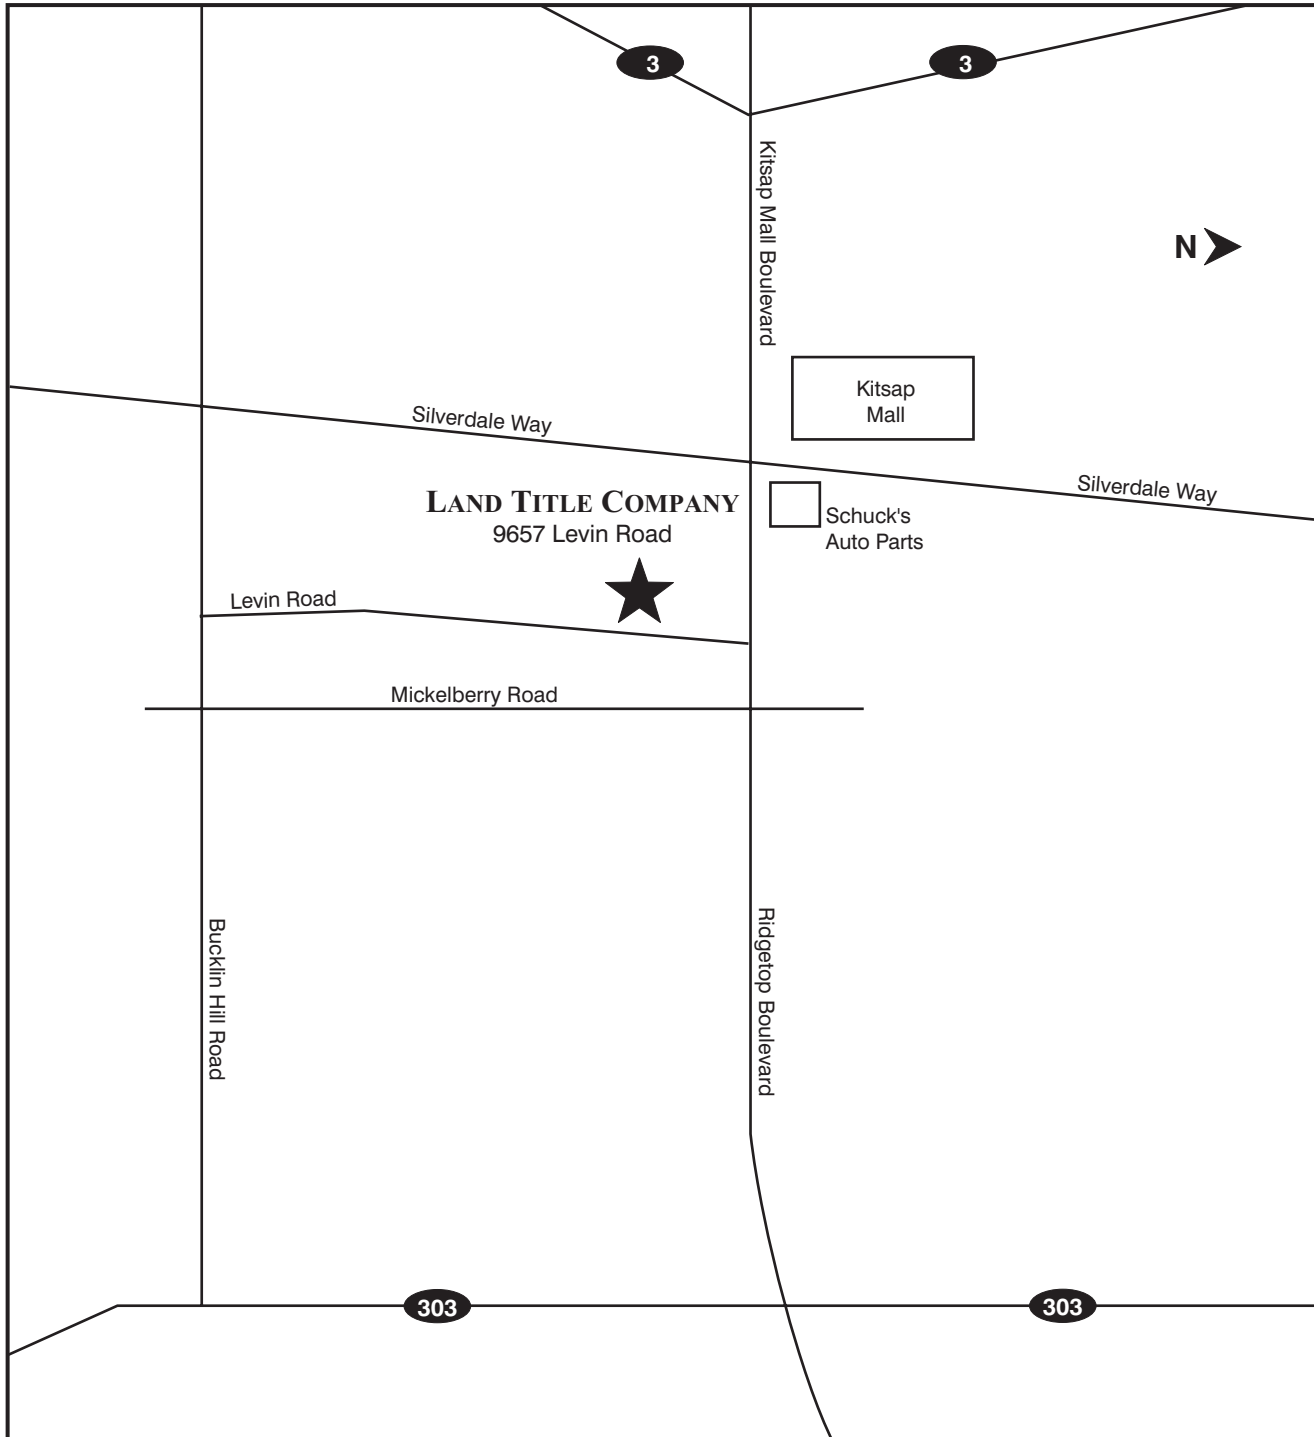 3
3
Kitsap Mall Boulevard
N
Kitsap
Mall
Silverdale Way
Silverdale Way
LAND TITLE COMPANY
9657 Levin Road
Schuck's
Auto Parts
Levin Road
Mickelberry Road
Bucklin Hill Road
Ridgetop Boulevard
303
303